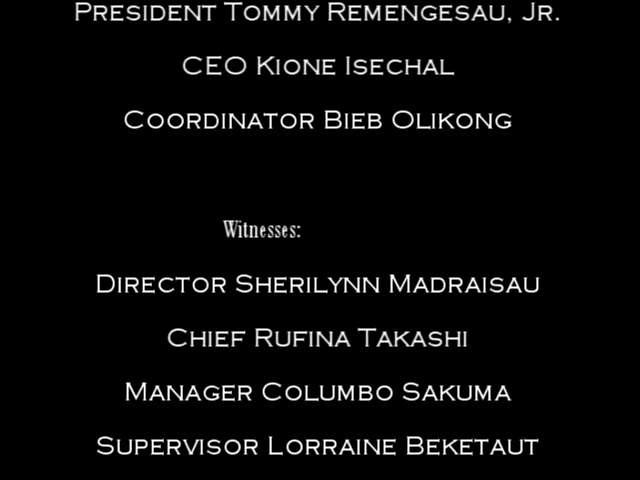 President Tommy Remengesau, Jr.
CEO Kione Isechal
Coordinator Bieb Olikong
Witnesses:
Director Sherilynn Madraisau
Chief Rufina Takashi
Manager Columbo Sakuma
Supervisor Lorraine Beketaut